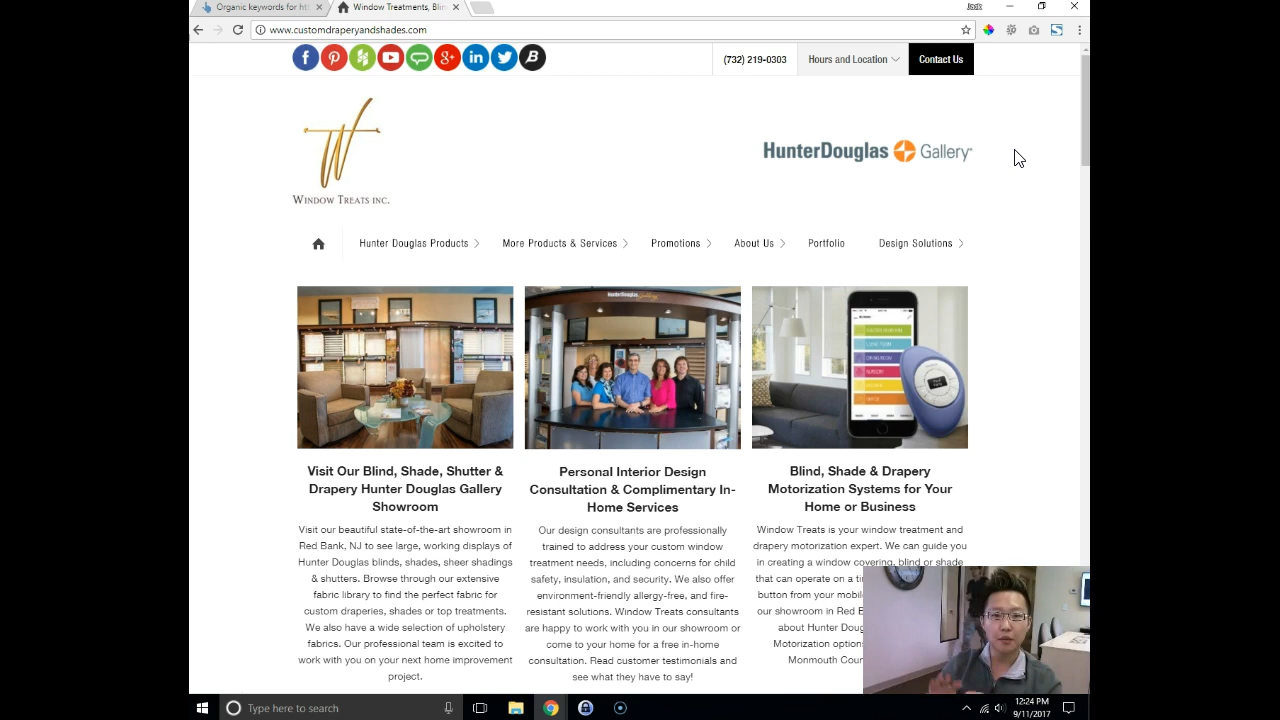 Organic keywords for htt
Window Treatments, Blin
www.customdraperyandshades.com
(732) 219-0303
Hours and Location
Contact Us
WINDOW TREATS INC.
HunterDouglas Gallery
Hunter Douglas Products
More Products & Services
Promotions
About Us
Portfolio
Design Solutions
Visit Our Blind, Shade, Shutter &
Drapery Hunter Douglas Gallery
Showroom
Visit our beautiful state-of-the-art showroom in
Red Bank, NJ to see large, working displays of
Hunter Douglas blinds, shades, sheer shadings
& shutters. Browse through our extensive
fabric library to find the perfect fabric for
custom draperies, shades or top treatments.
We also have a wide selection of upholstery
fabrics. Our professional team is excited to
work with you on your next home improvement
project.
Personal Interior Design
Consultation & Complimentary In-
Home Services
Our design consultants are professionally
trained to address your custom window
treatment needs, including concerns for child
safety, insulation, and security. We also offer
environment-friendly allergy-free, and fire-
resistant solutions. Window Treats consultants
are happy to work with you in our showroom or
come to your home for a free in-home
consultation. Read customer testimonials and
see what they have to say!
Blind, Shade & Drapery
Motorization Systems for Your
Home or Business
Window Treats is your window treatment and
drapery motorization expert. We can guide you
in creating a window covering, blind or shade
that can operate on a ti
button from your mobile
our showroom in Red B
about Hunter Doug
Motorization option
Monmouth Coun
Type here to search
12:24 PM
9/11/2017